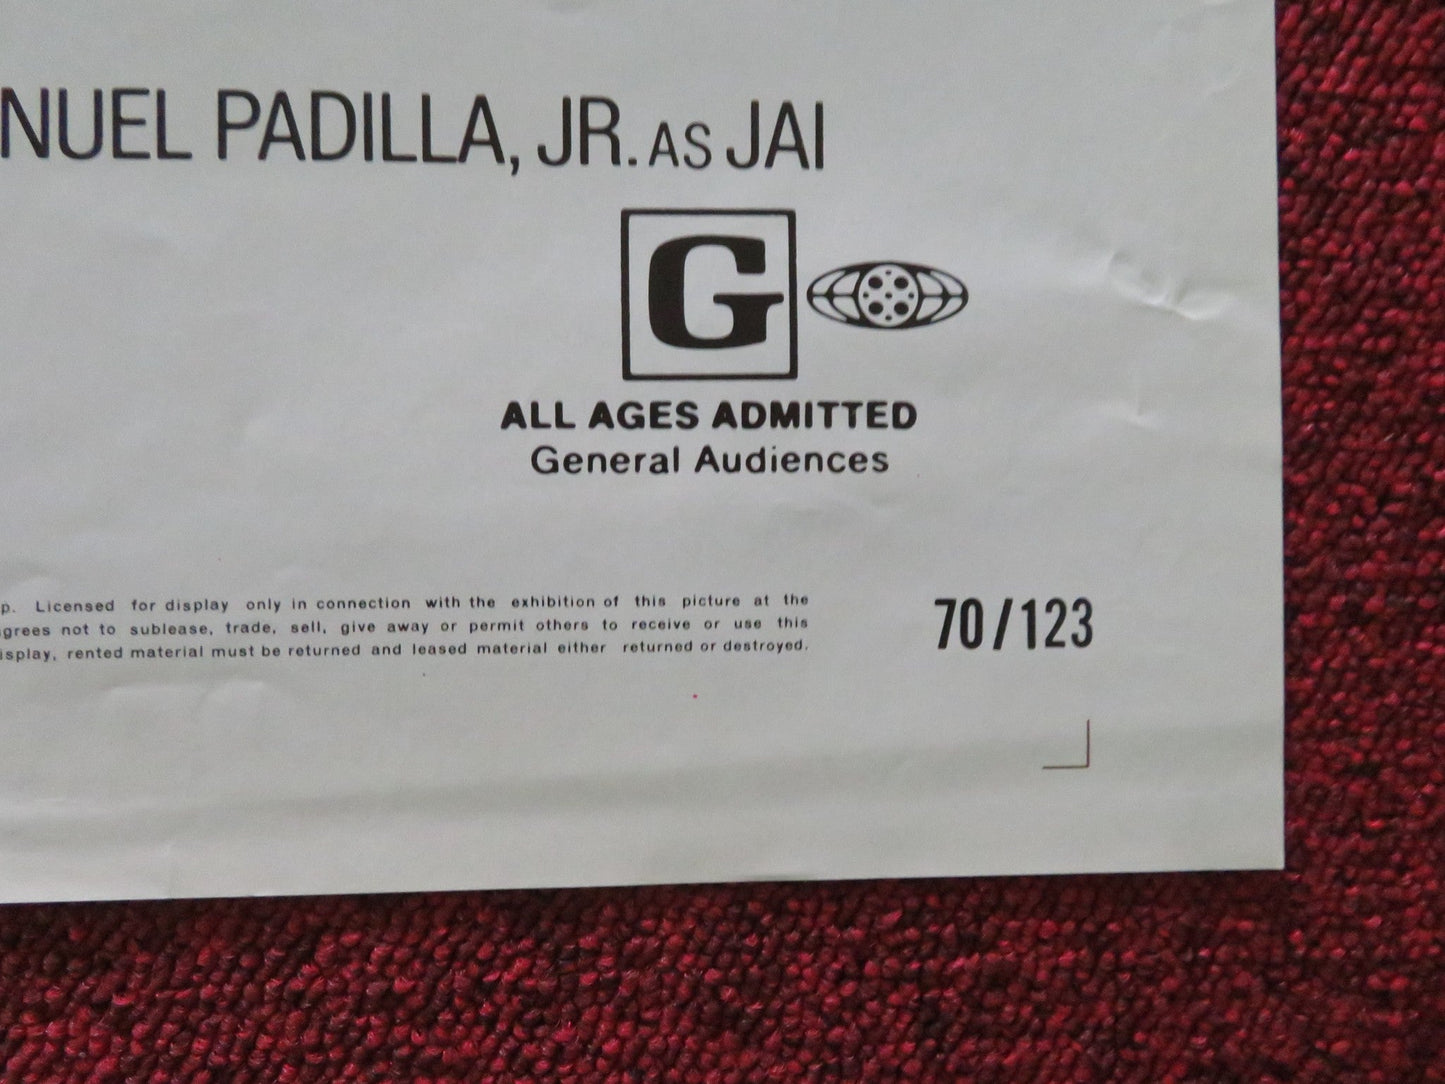 NUEL PADILLA, JR. AS JAI
G
ALL AGES ADMITTED
General Audiences
p. Licensed for display only in connection with the exhibition of this picture at the
grees not to sublease, trade, sell, give away or permit others to receive or use this
isplay, rented material must be returned and leased material either returned or destroyed.
70/123